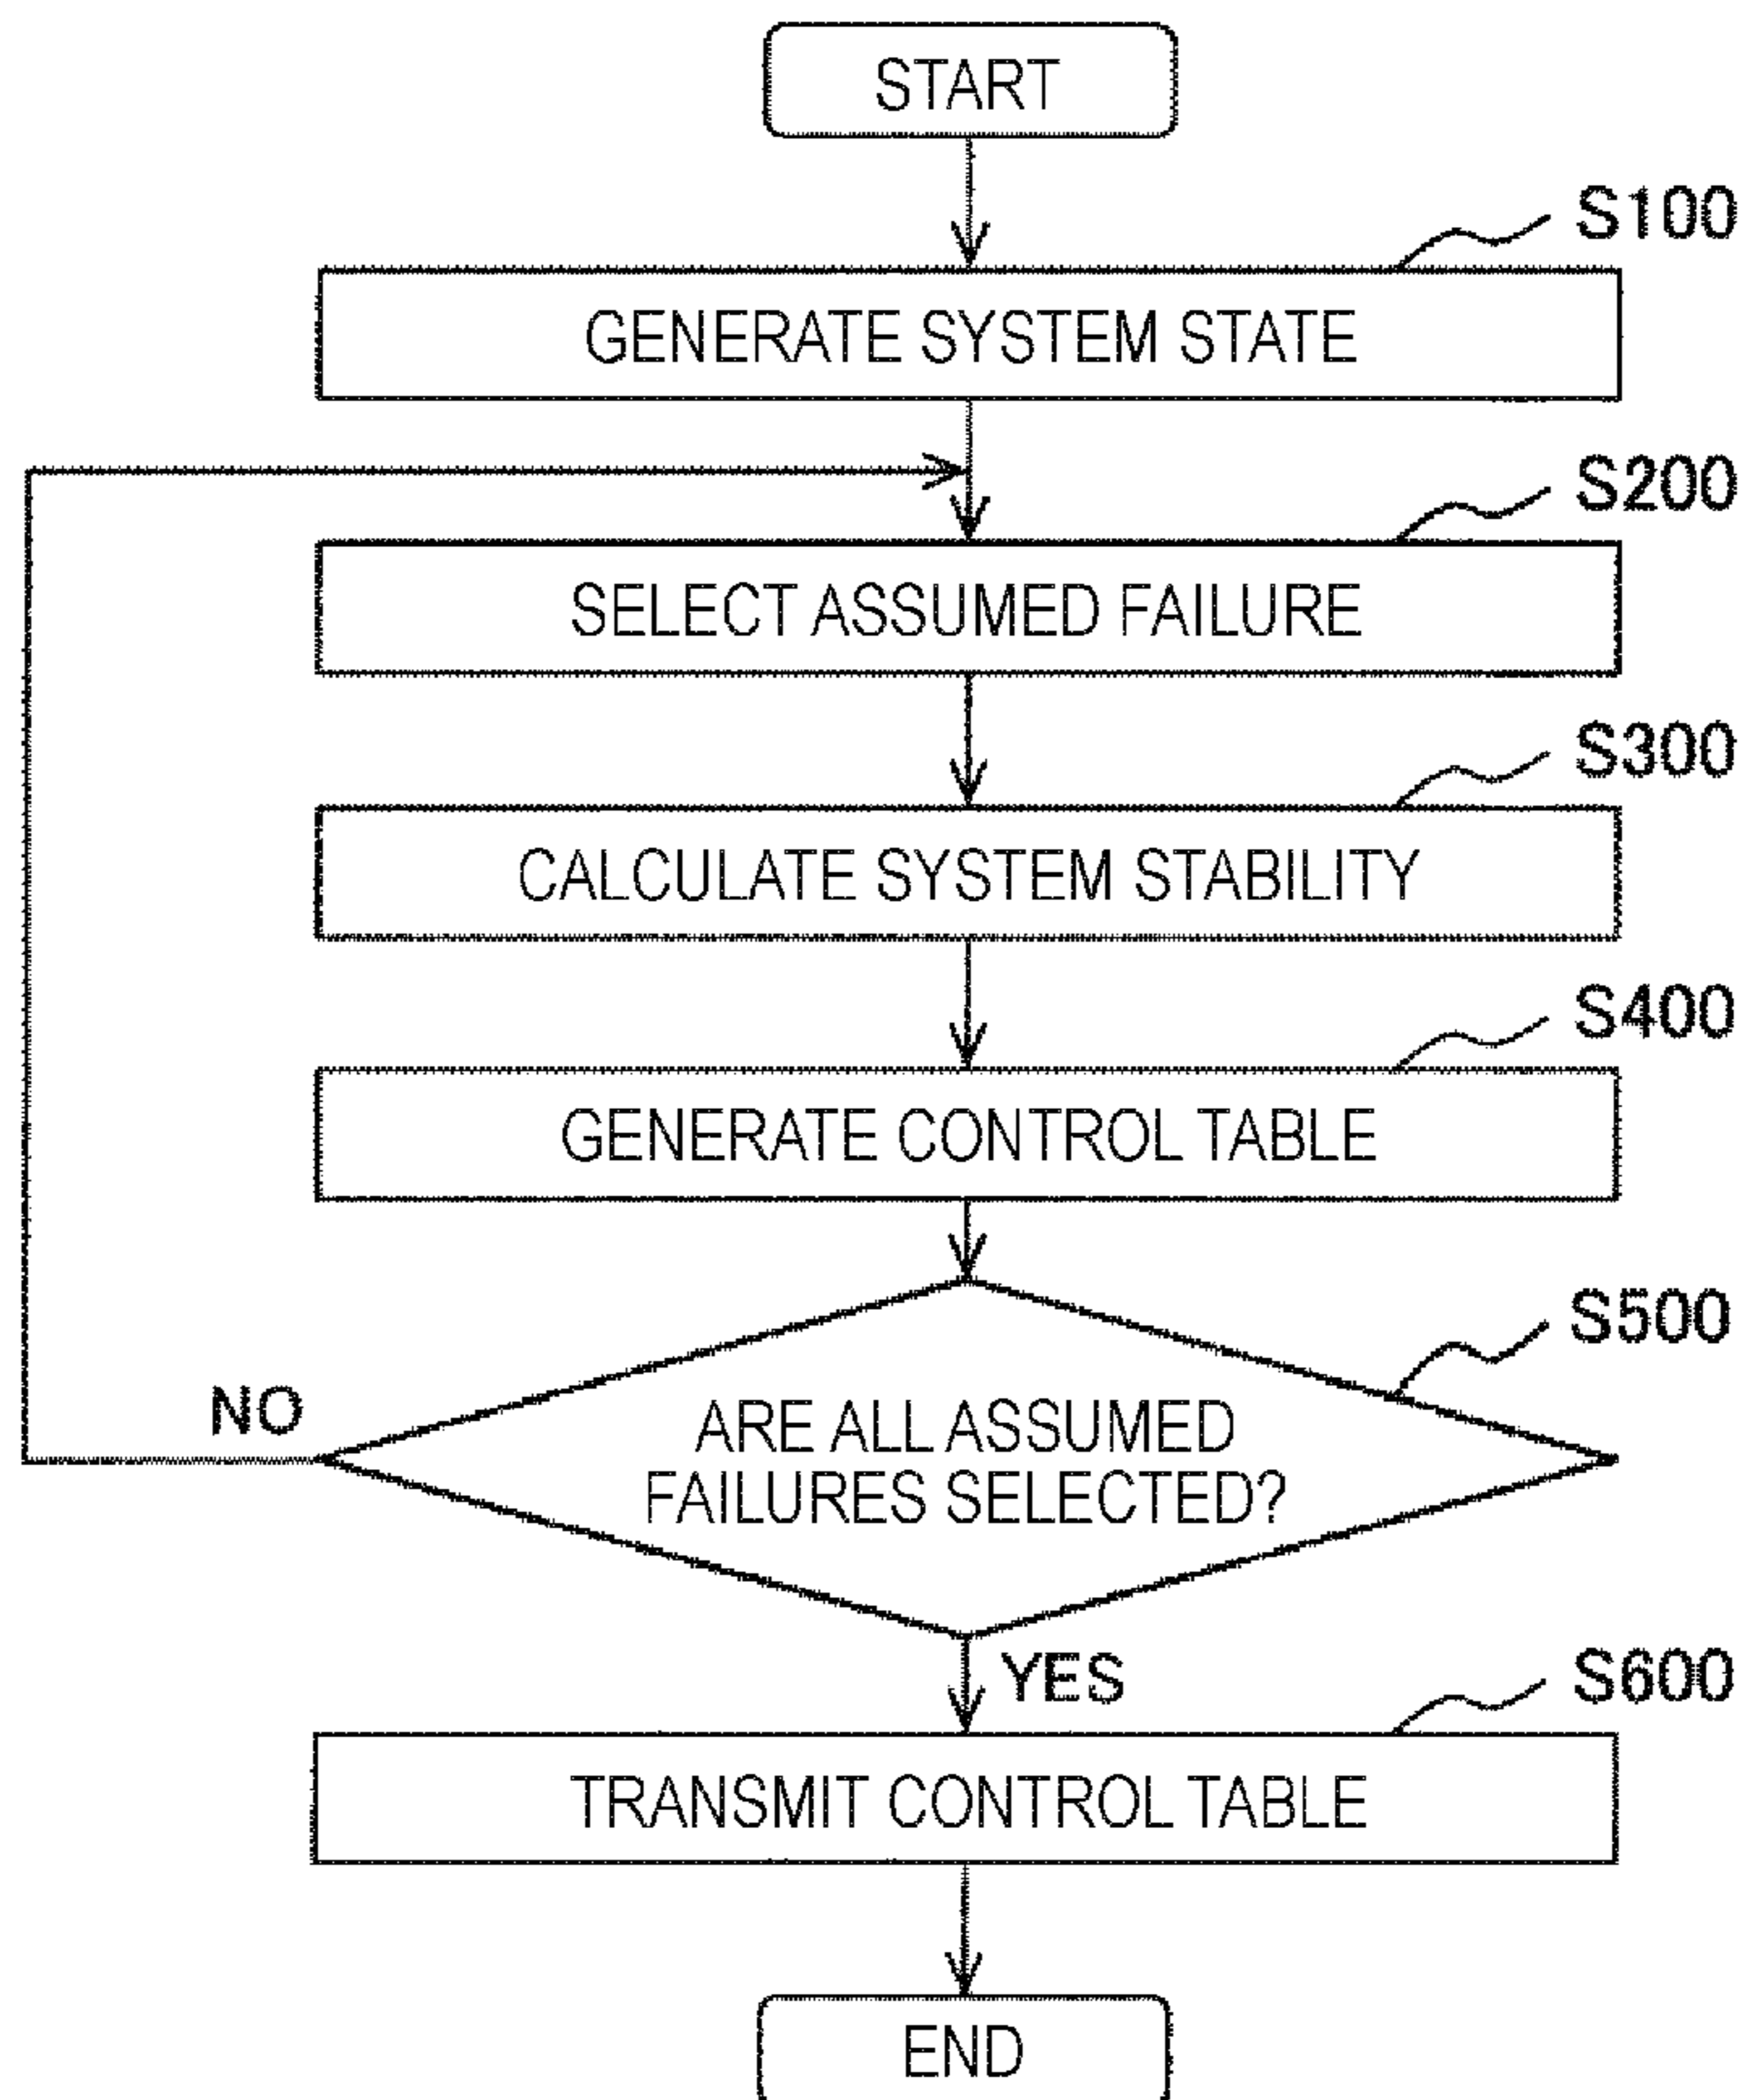 START
S100
GENERATE SYSTEM STATE
S200
SELECT ASSUMED FAILURE
S300
CALCULATE SYSTEM STABILITY
S400
GENERATE CONTROL TABLE
S500
NO
ARE ALL ASSUMED
FAILURES SELECTED?
YES
S600
TRANSMIT CONTROL TABLE
END